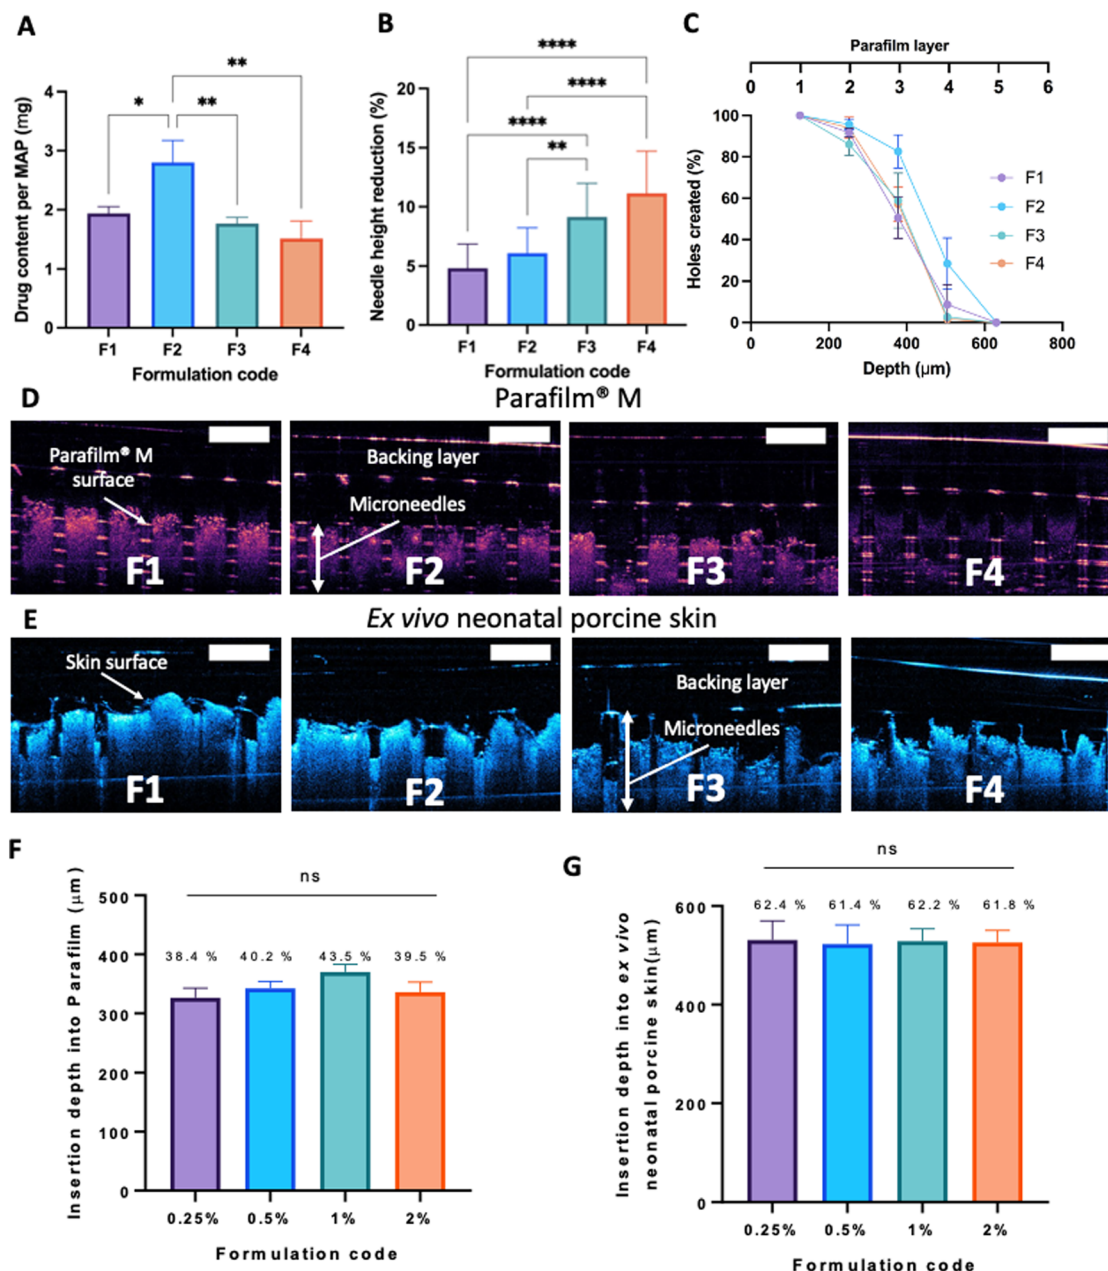 A
Drug content per MAP (mg)
4
3
2
1
0
*
**
**
F1 F2 F3 F4
Formulation code
B
Needle height reduction (%)
20
15
10
5
0
****
****
****
**
F1 F2 F3 F4
Formulation code
C
Parafilm layer
0 1 2 3 4 5 6
Holes created (%)
100
80
60
40
20
0
0 200 400 600 800
Depth (μm)
F1
F2
F3
F4
D
Parafilm® M
Parafilm® M
surface
F1
Backing layer
Microneedles
F2
F3
F4
E
Ex vivo neonatal porcine skin
Skin surface
F1
F2
Backing layer
Microneedles
F3
F4
F
Insertion depth into Parafilm (μm)
500
400
300
200
100
0
ns
38.4 % 40.2 % 43.5 % 39.5 %
0.25% 0.5% 1% 2%
Formulation code
G
Insertion depth into ex vivo
neonatal porcine skin(μm)
600
400
200
0
ns
62.4 % 61.4 % 62.2 % 61.8 %
0.25% 0.5% 1% 2%
Formulation code